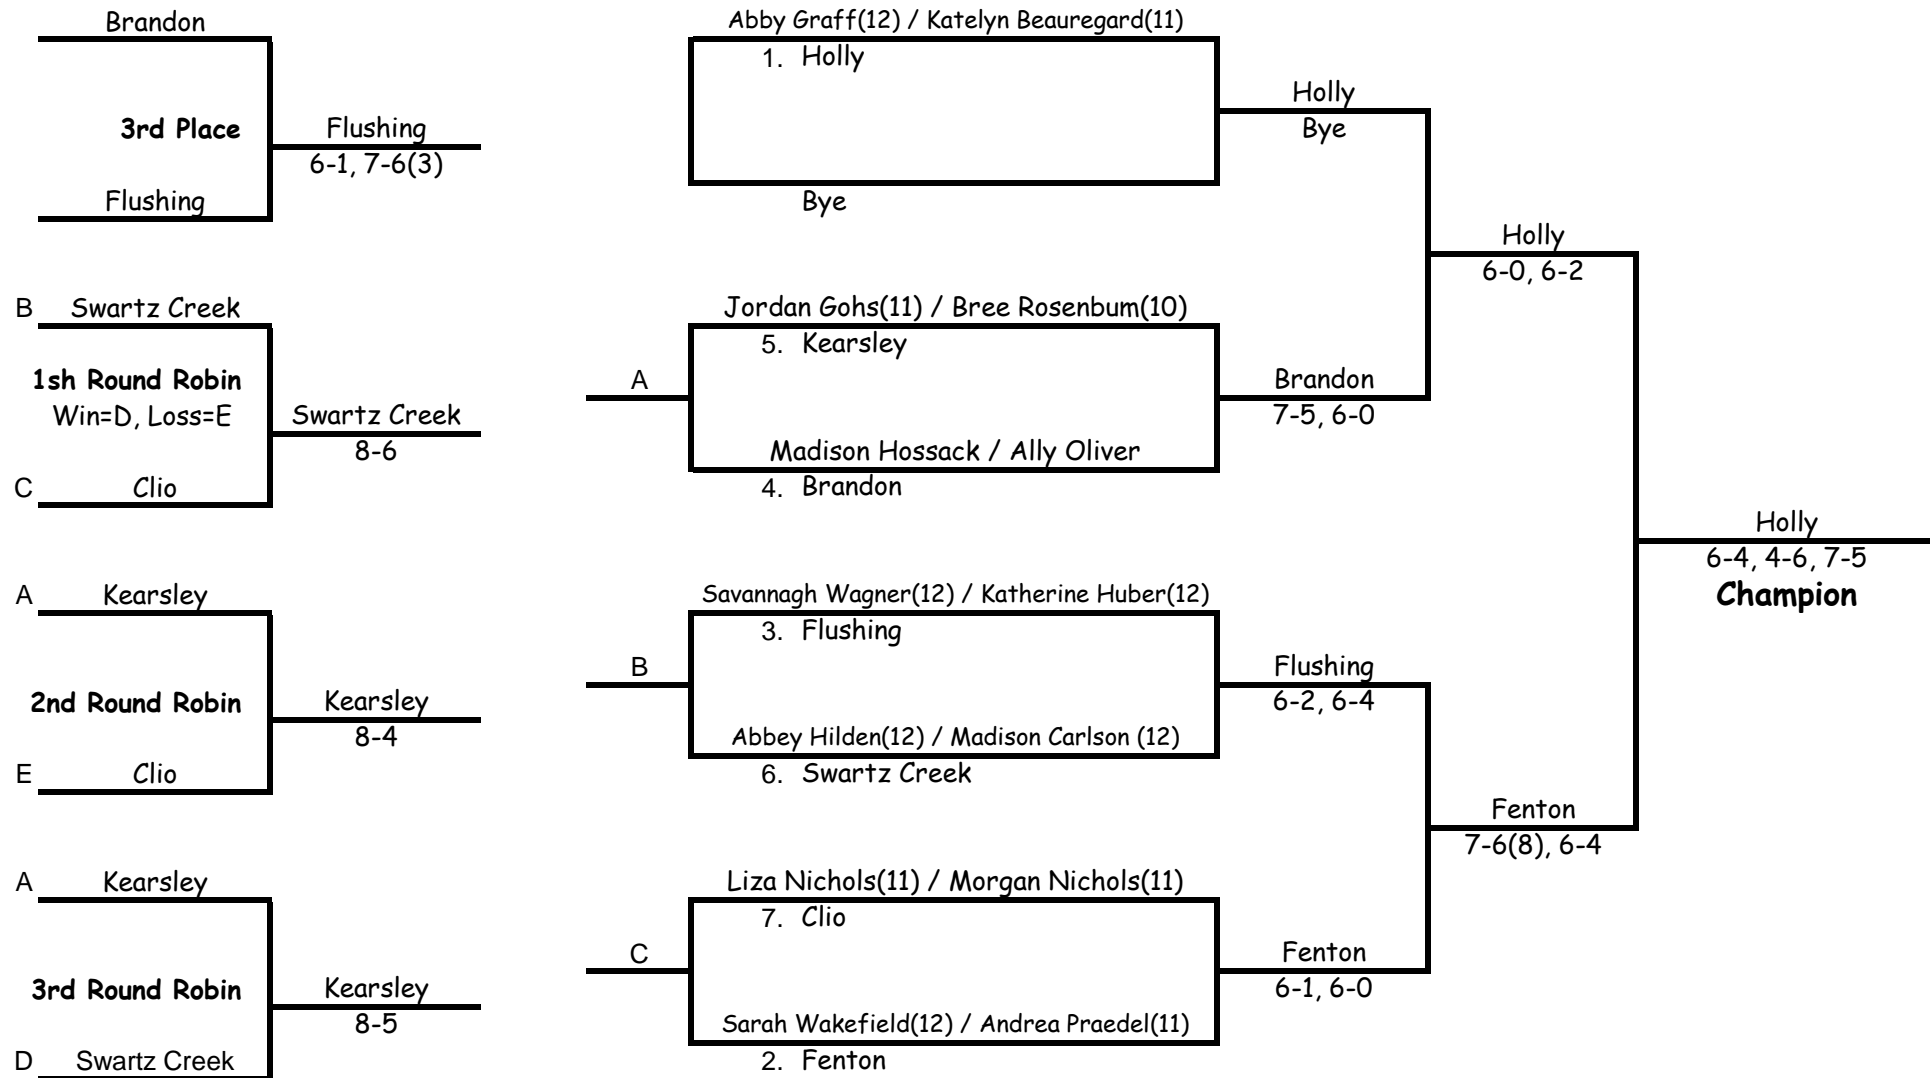 Brandon
3rd Place
Flushing
6-1, 7-6(3)
Flushing
B Swartz Creek
1sh Round Robin
Win=D, Loss=E
Swartz Creek
8-6
C Clio
A Kearsley
2nd Round Robin
Kearsley
8-4
E Clio
A Kearsley
3rd Round Robin
Kearsley
8-5
D Swartz Creek
Abby Graff(12) / Katelyn Beauregard(11)
1. Holly
Bye
Holly
Bye
A
Jordan Gohs(11) / Bree Rosenbum(10)
5. Kearsley
Madison Hossack / Ally Oliver
4. Brandon
Brandon
7-5, 6-0
Holly
6-0, 6-2
B
Savannagh Wagner(12) / Katherine Huber(12)
3. Flushing
Abbey Hilden(12) / Madison Carlson (12)
6. Swartz Creek
Flushing
6-2, 6-4
C
Liza Nichols(11) / Morgan Nichols(11)
7. Clio
Sarah Wakefield(12) / Andrea Praedel(11)
2. Fenton
Fenton
6-1, 6-0
Fenton
7-6(8), 6-4
Holly
6-4, 4-6, 7-5
Champion